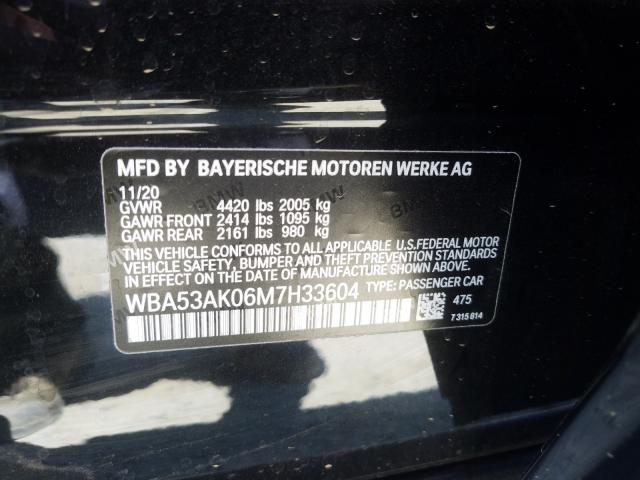 MFD BY BAYERISCHE MOTOREN WERKE AG
11/20
GVWR 4420 lbs 2005 kg
GAWR FRONT 2414 lbs 1095 kg
GAWR REAR 2161 lbs 980 kg
THIS VEHICLE CONFORMS TO ALL APPLICABLE U.S.FEDERAL MOTOR
VEHICLE SAFETY, BUMPER AND THEFT PREVENTION STANDARDS
IN EFFECT ON THE DATE OF MANUFACTURE SHOWN ABOVE.
WBA53AK06M7H33604 TYPE: PASSENGER CAR
475
7 315 814